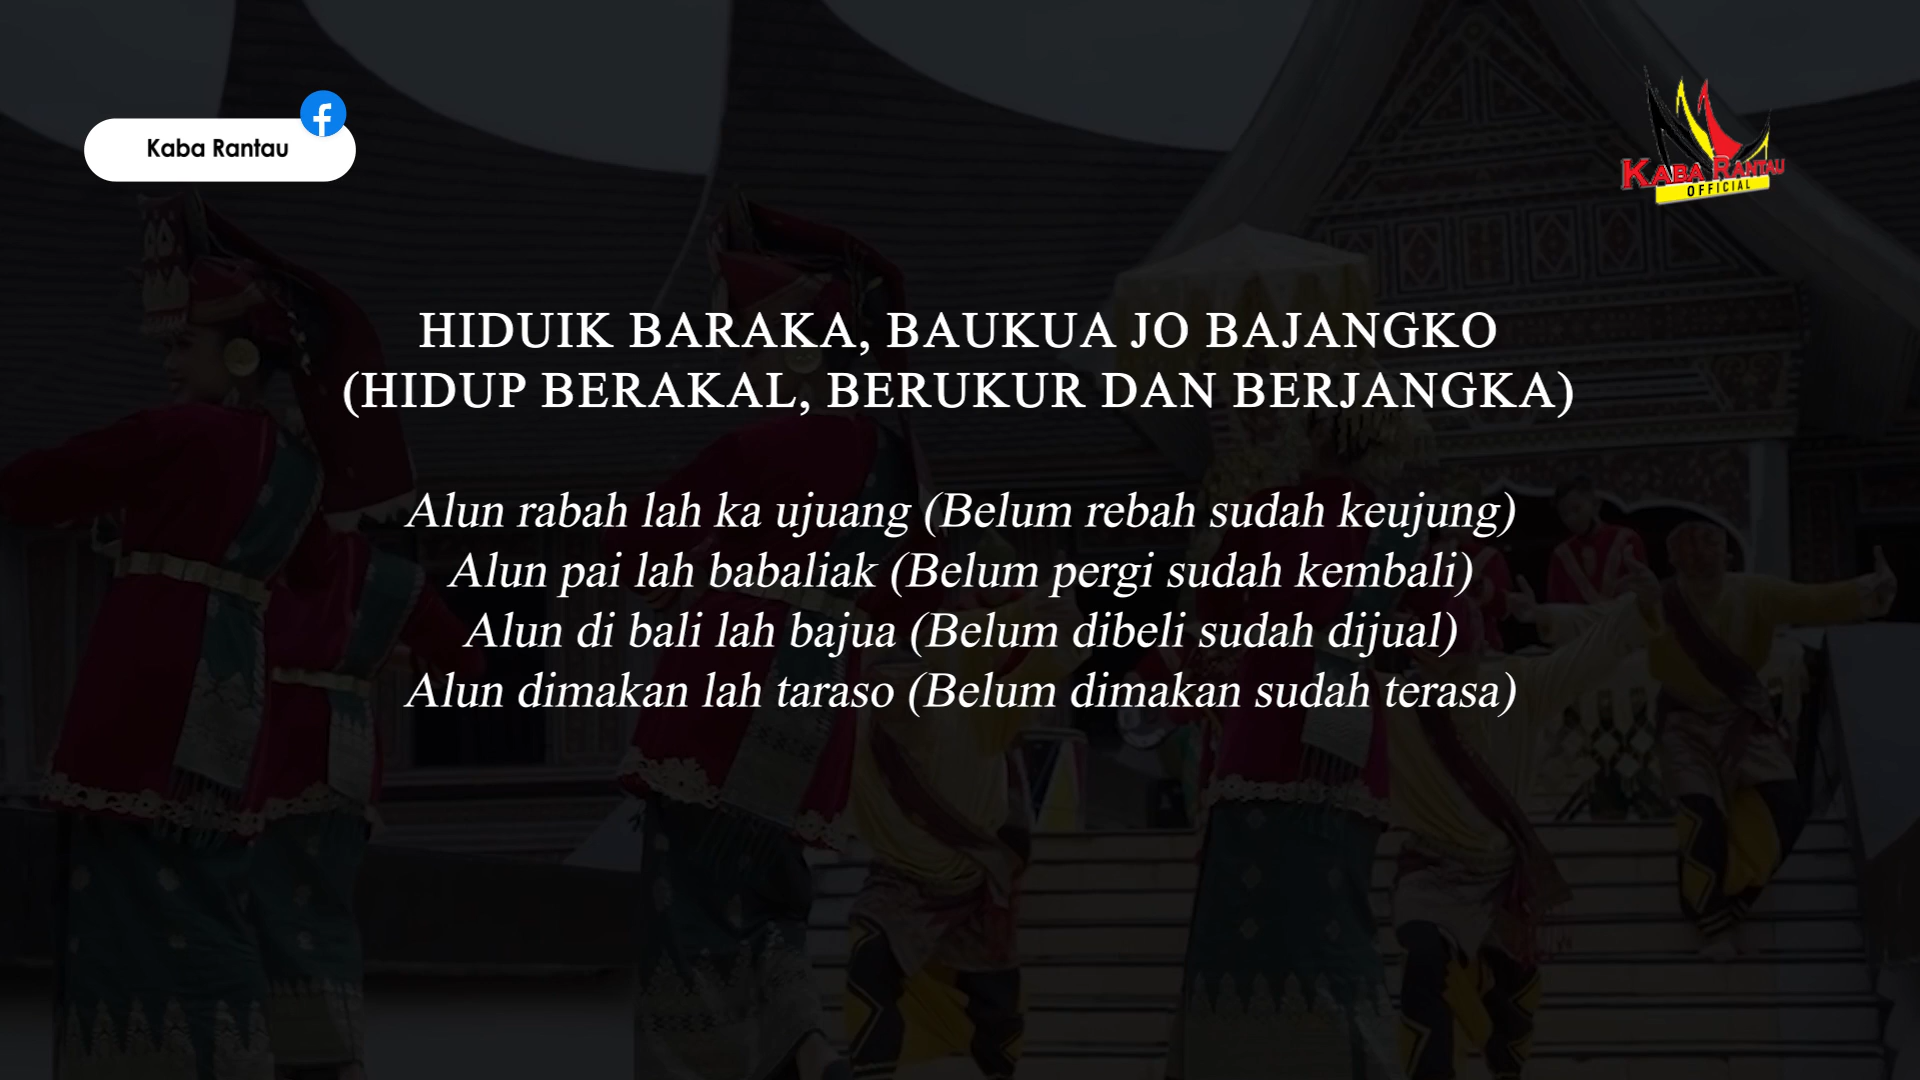 Kaba Rantau
KABA RANTAU
OFFICIAL
HIDUIK BARAKA, BAUKUA JO BAJANGKO
(HIDUP BERAKAL, BERUKUR DAN BERJANGKA)
Alun rabah lah ka ujuang (Belum rebah sudah keujung)
Alun pai lah babaliak (Belum pergi sudah kembali)
Alun di bali lah bajua (Belum dibeli sudah dijual)
Alun dimakan lah taraso (Belum dimakan sudah terasa)